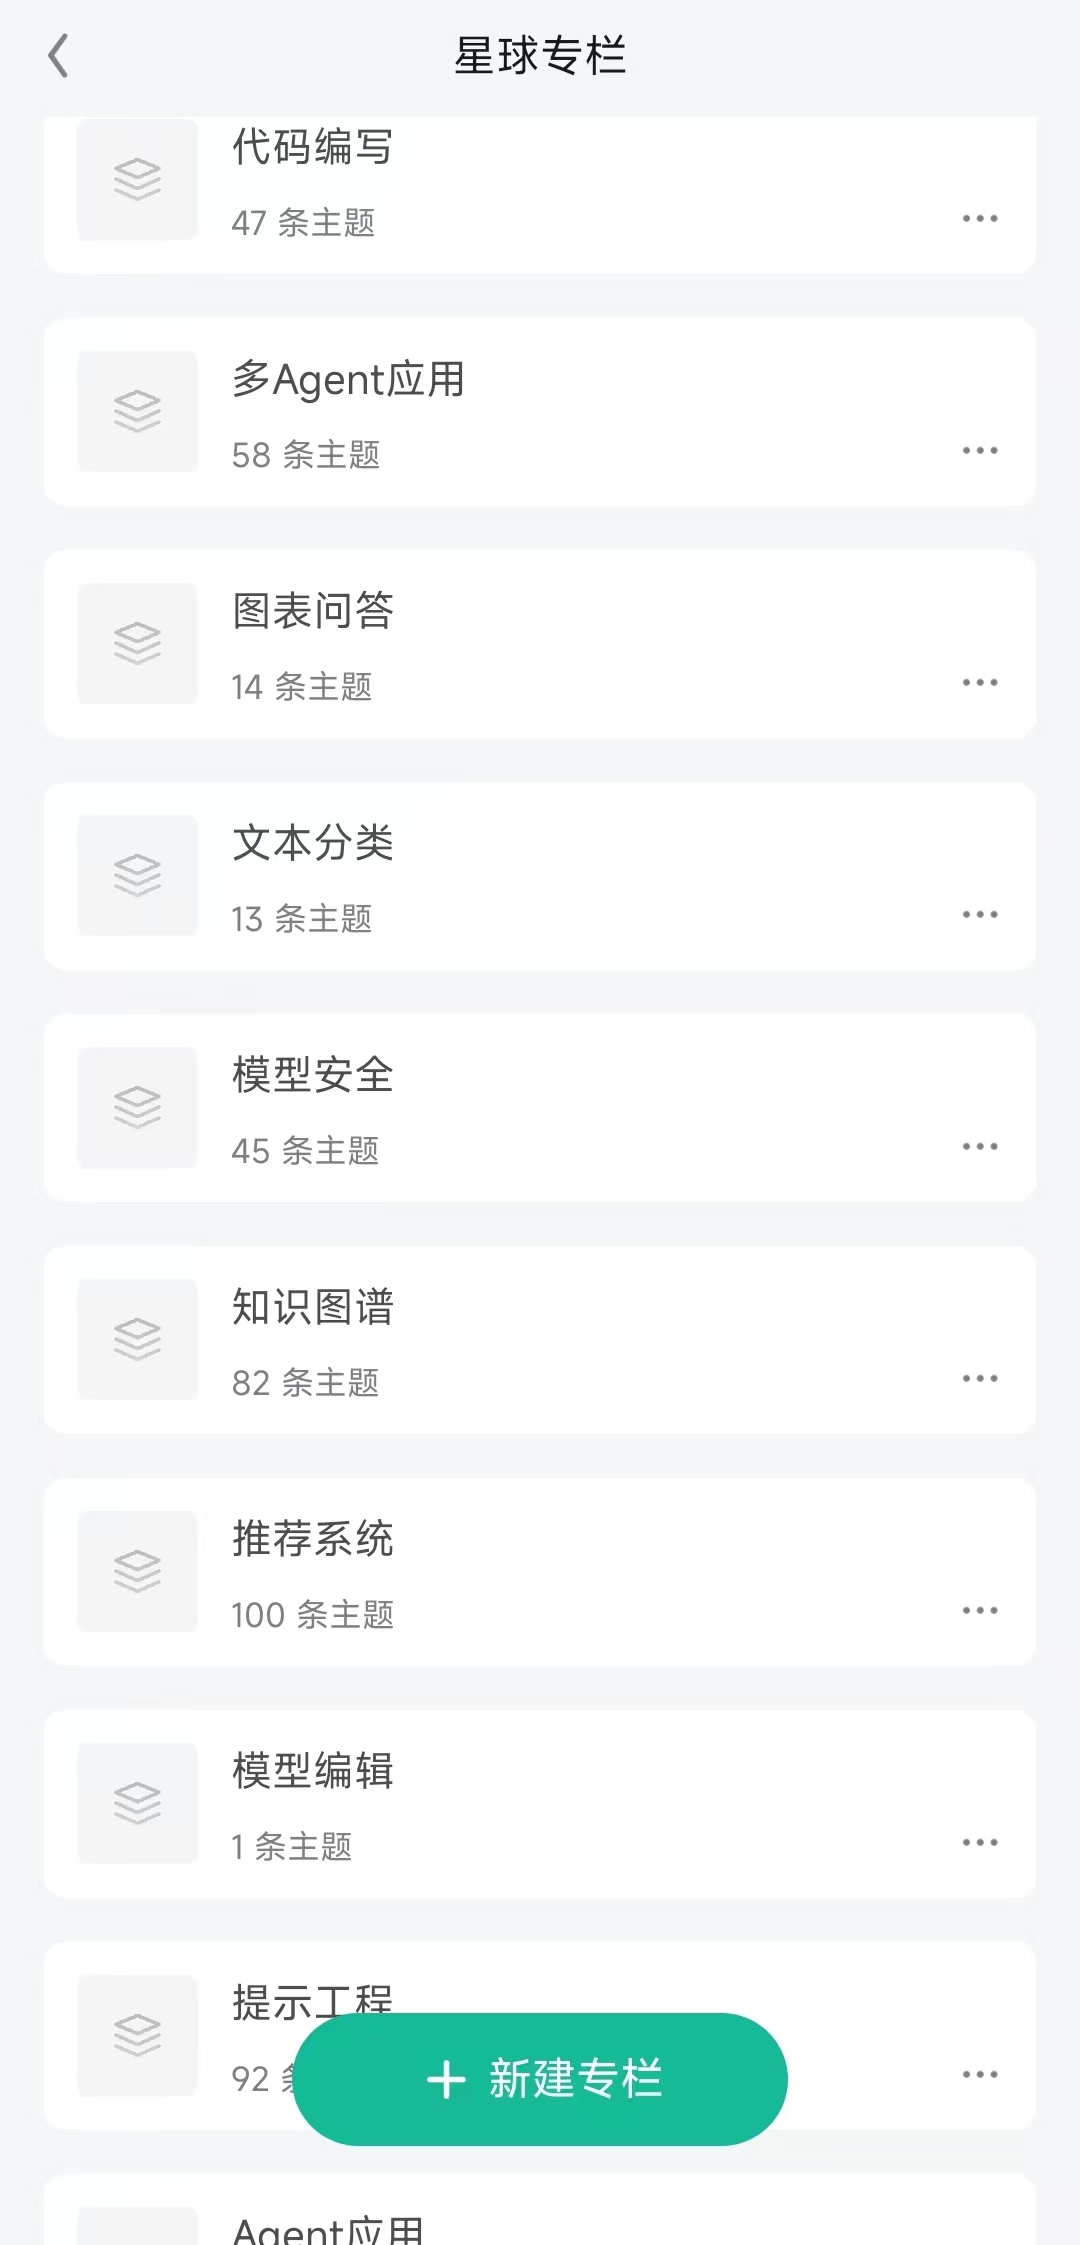 星球专栏
代码编写
47 条主题
多Agent应用
58 条主题
图表问答
14 条主题
文本分类
13 条主题
模型安全
45 条主题
知识图谱
82 条主题
推荐系统
100 条主题
模型编辑
1 条主题
提示工程
92 条
新建专栏
Agent应用